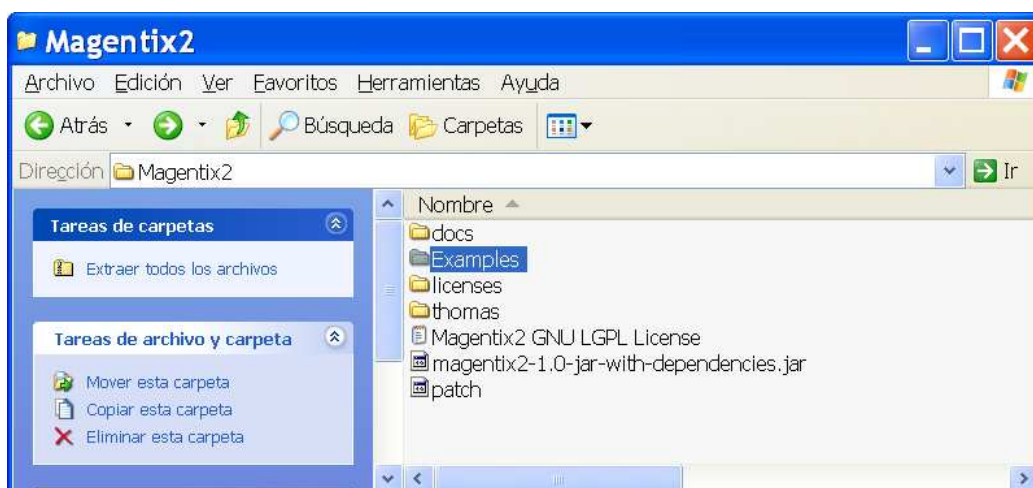 Magentix2
Archivo Edición Ver Favoritos Herramientas Ayuda
Atrás Búsqueda Carpetas
Dirección Magentix2 Ir
Nombre
Tareas de carpetas
docs
Examples
Extraer todos los archivos
licenses
thomas
Tareas de archivo y carpeta
Magentix2 GNU LGPL License
magentix2-1.0-jar-with-dependencies.jar
Mover esta carpeta
patch
Copiar esta carpeta
Eliminar esta carpeta